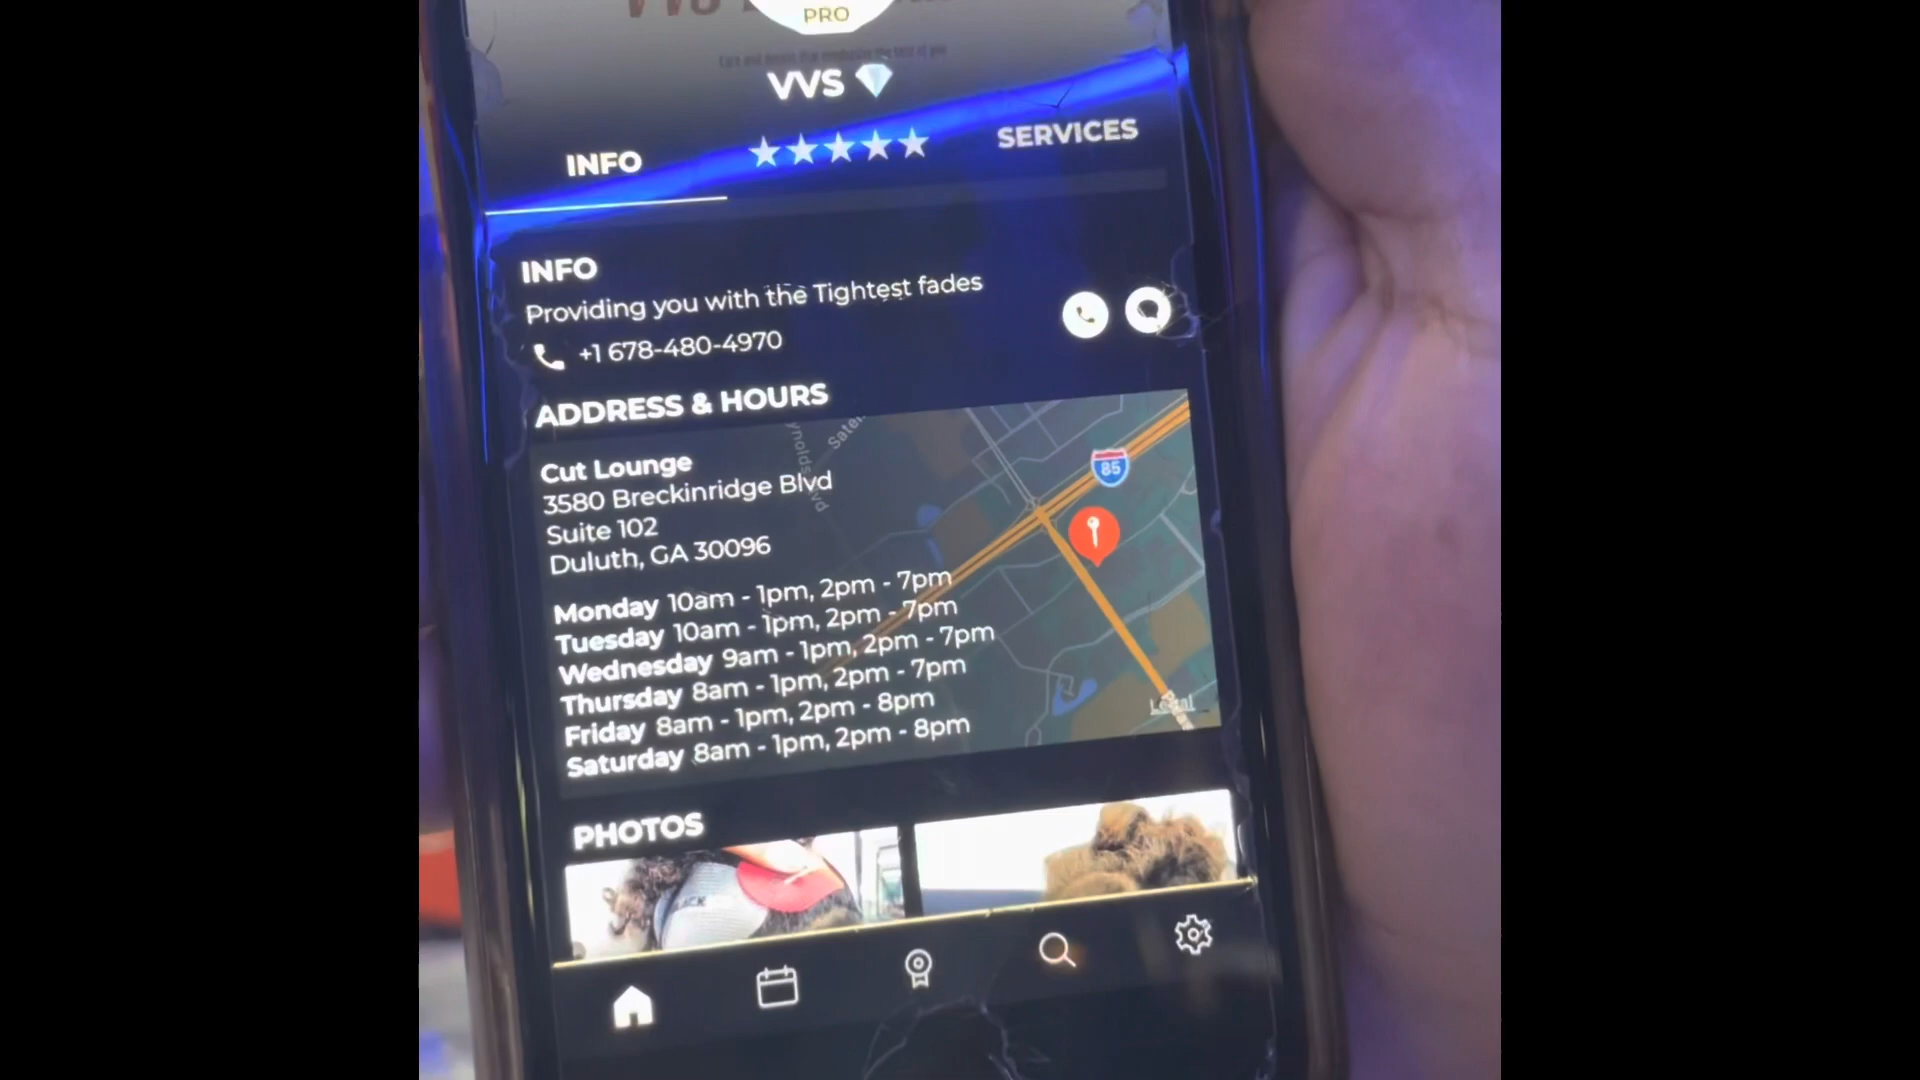 PRO
VVS
INFO
SERVICES
INFO
Providing you with the Tightest fades
+1 678-480-4970
ADDRESS & HOURS
Cut Lounge
3580 Breckinridge Blvd
Suite 102
Duluth, GA 30096
85
Monday 10am - 1pm, 2pm - 7pm
Tuesday 10am - 1pm, 2pm - 7pm
Wednesday 9am - 1pm, 2pm - 7pm
Thursday 8am - 1pm, 2pm - 7pm
Friday 8am - 1pm, 2pm - 8pm
Saturday 8am - 1pm, 2pm - 8pm
Legal
PHOTOS